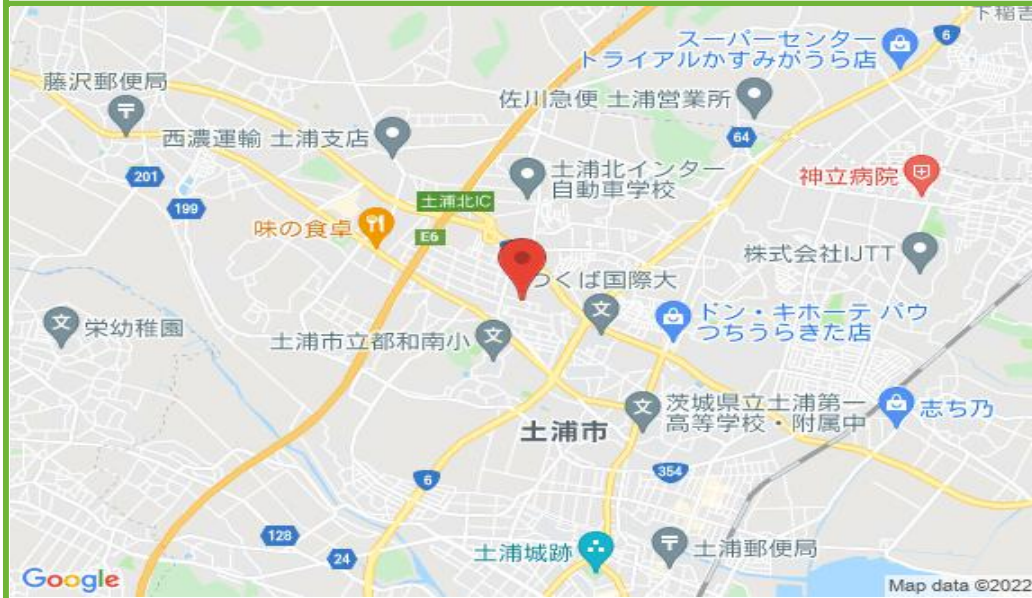 下稲吉
6
スーパーセンター
トライアルかすみがうら店
藤沢郵便局
佐川急便 土浦営業所
西濃運輸 土浦支店
64
土浦北インター
自動車学校
神立病院
201
199
土浦北IC
味の食卓
E6
株式会社IJTT
つくば国際大
ドン・キホーテ パウ
つちうらきた店
栄幼稚園
土浦市立都和南小
茨城県立土浦第一
高等学校・附属中
志ち乃
土浦市
354
6
128
24
土浦城跡
土浦郵便局
Google
Map data ©2022